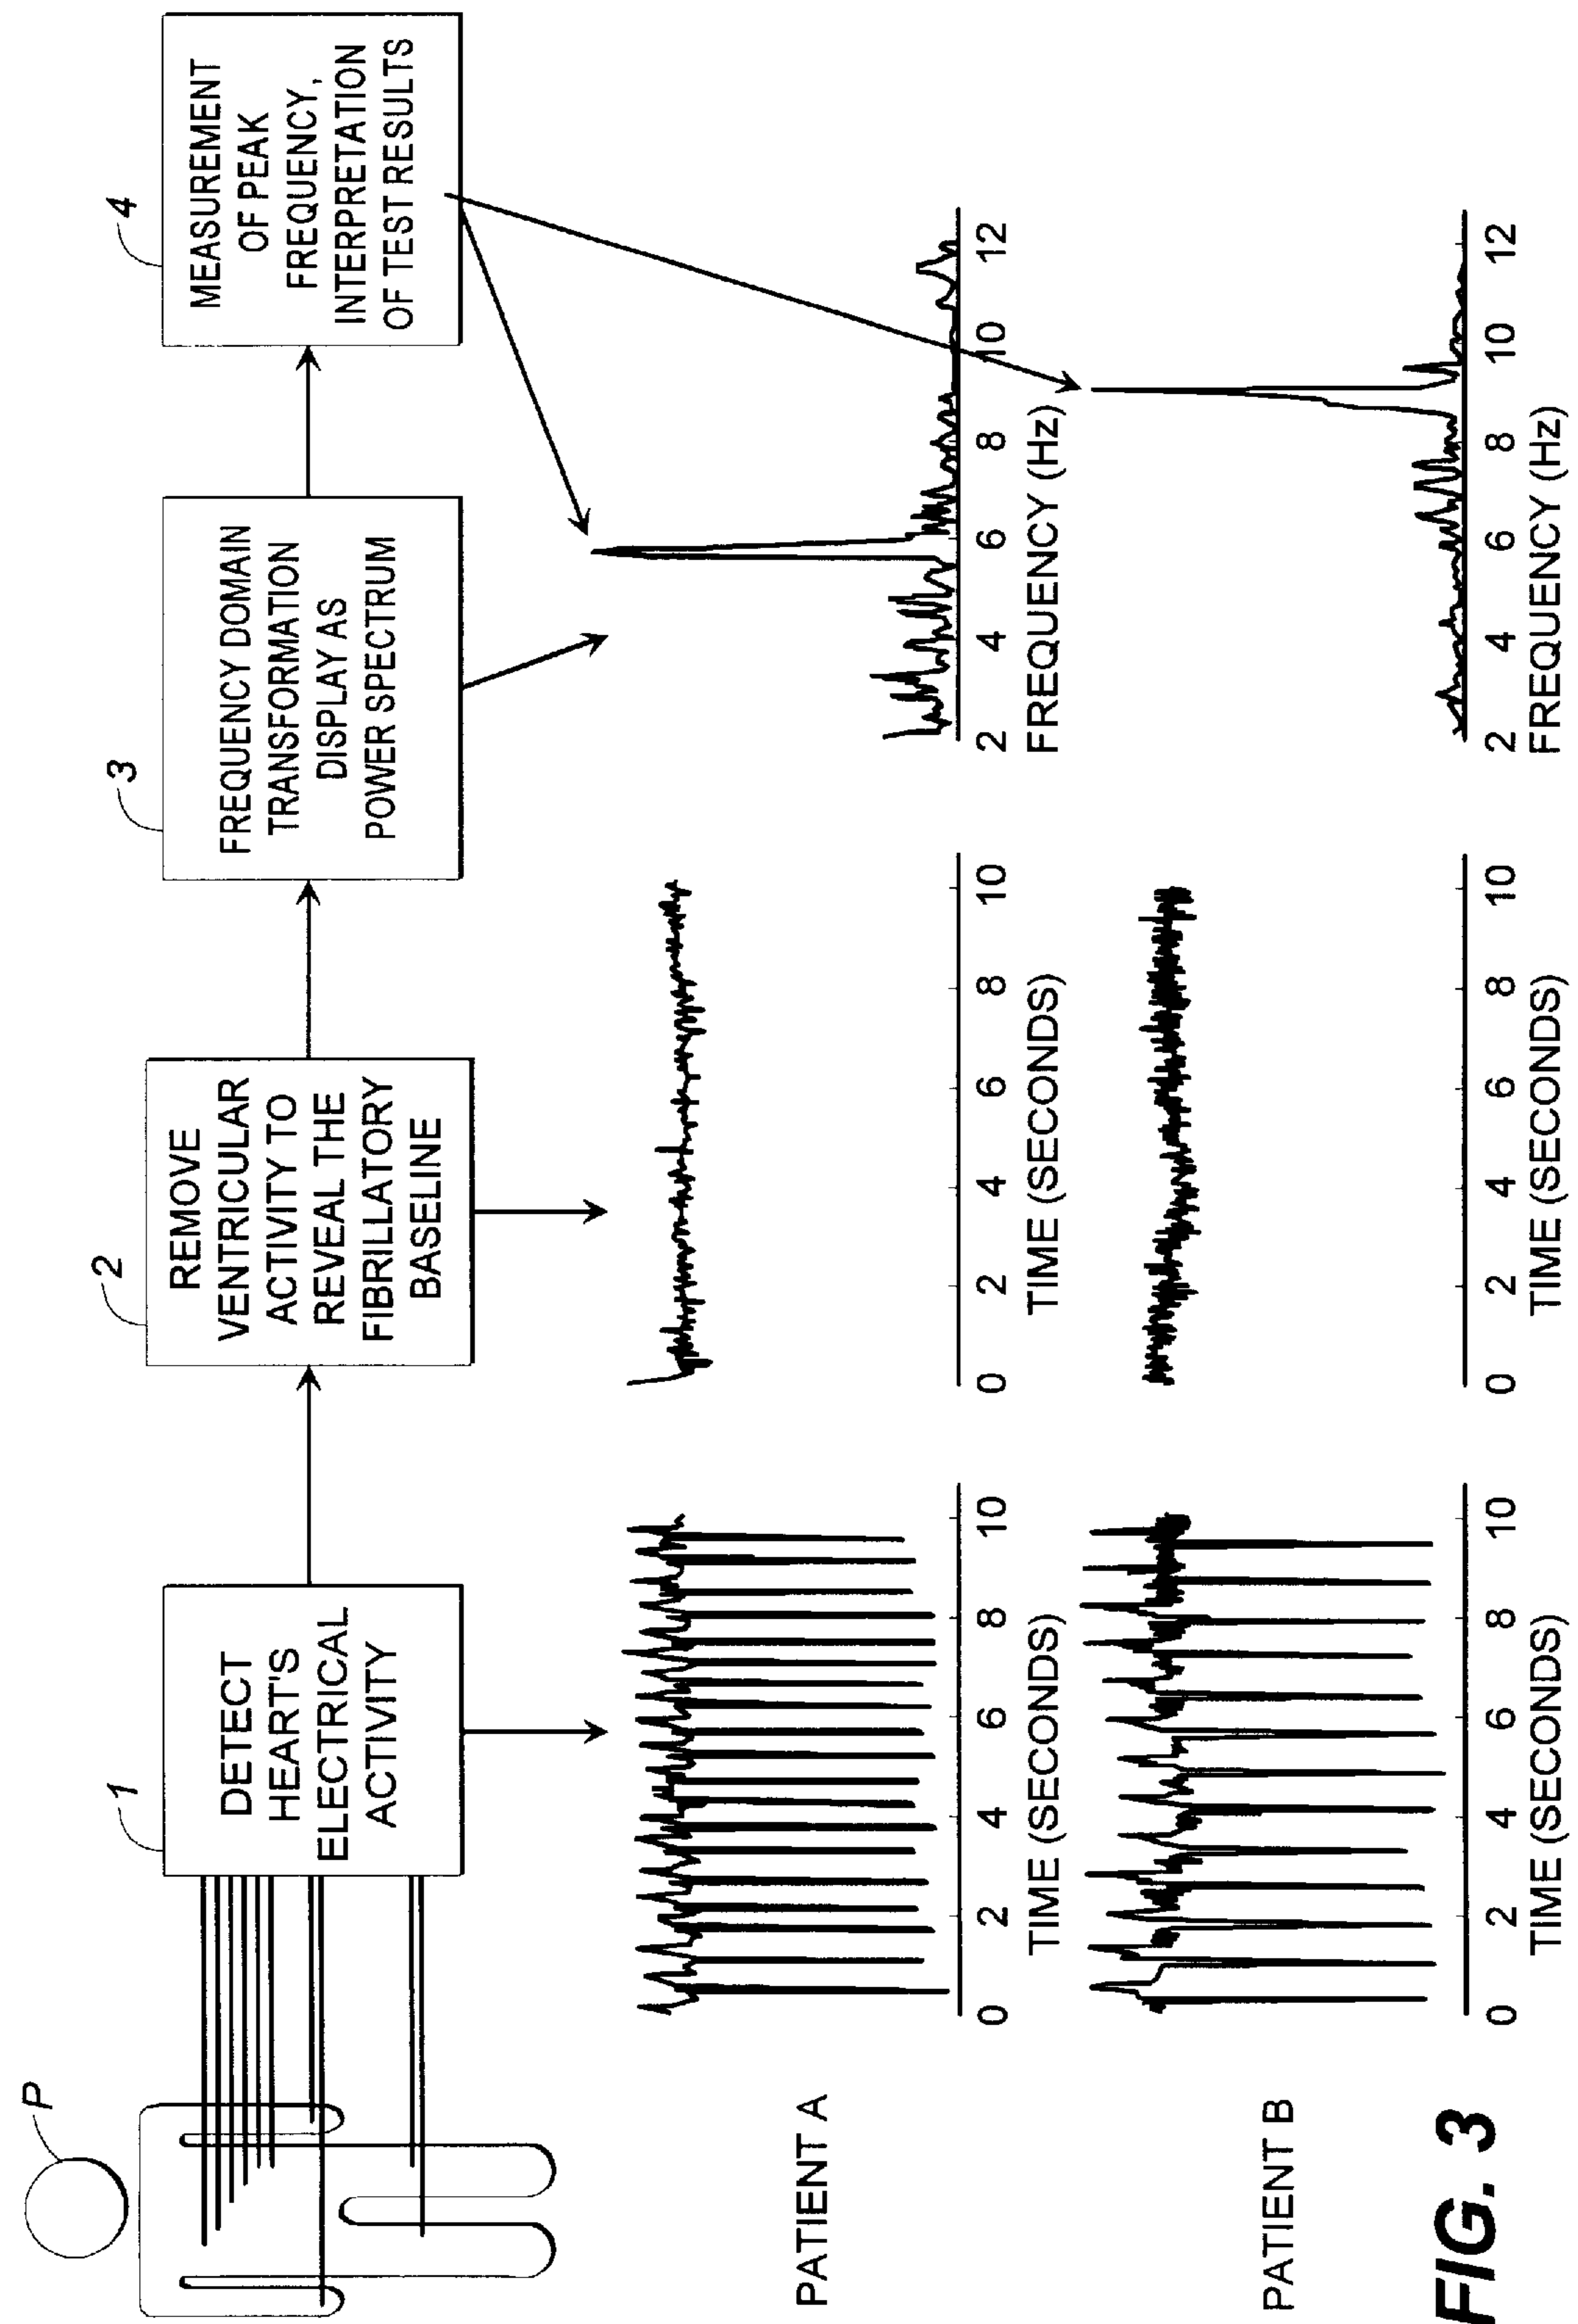 P
1
DETECT
HEART'S
ELECTRICAL
ACTIVITY
2
REMOVE
VENTRICULAR
ACTIVITY TO
REVEAL THE
FIBRILLATORY
BASELINE
3
FREQUENCY DOMAIN
TRANSFORMATION
DISPLAY AS
POWER SPECTRUM
4
MEASUREMENT
OF PEAK
FREQUENCY,
INTERPRETATION
OF TEST RESULTS
PATIENT A
0 2 4 6 8 10
TIME (SECONDS)
0 2 4 6 8 10
TIME (SECONDS)
2 4 6 8 10 12
FREQUENCY (Hz)
PATIENT B
0 2 4 6 8 10
TIME (SECONDS)
0 2 4 6 8 10
TIME (SECONDS)
2 4 6 8 10 12
FREQUENCY (Hz)
FIG. 3